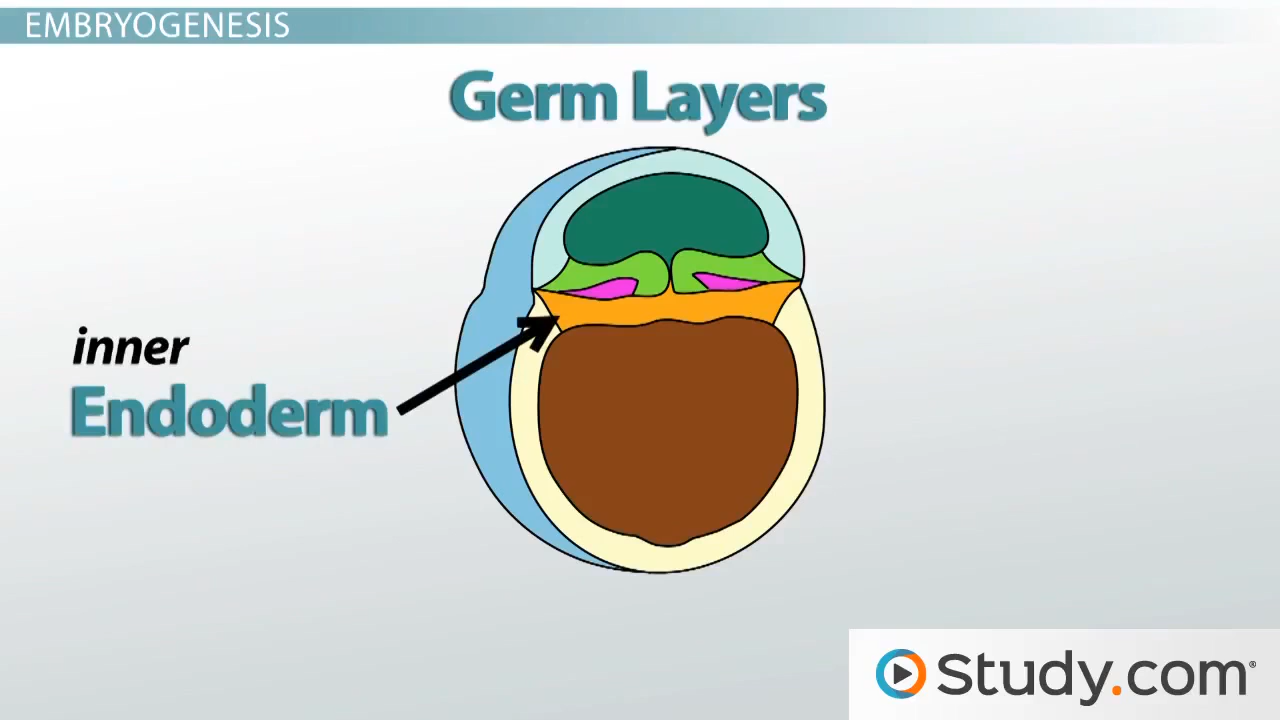 EMBRYOGENESIS
Germ Layers
inner
Endoderm
Study.com®